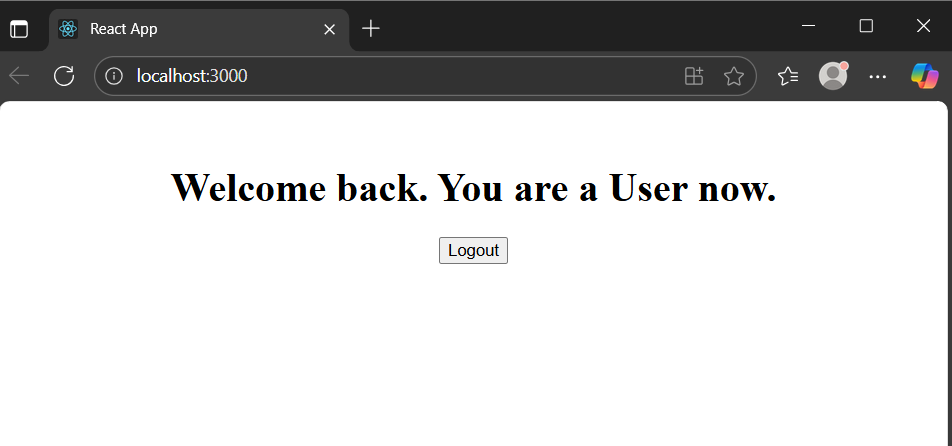 React App
localhost:3000
Welcome back. You are a User now.
Logout